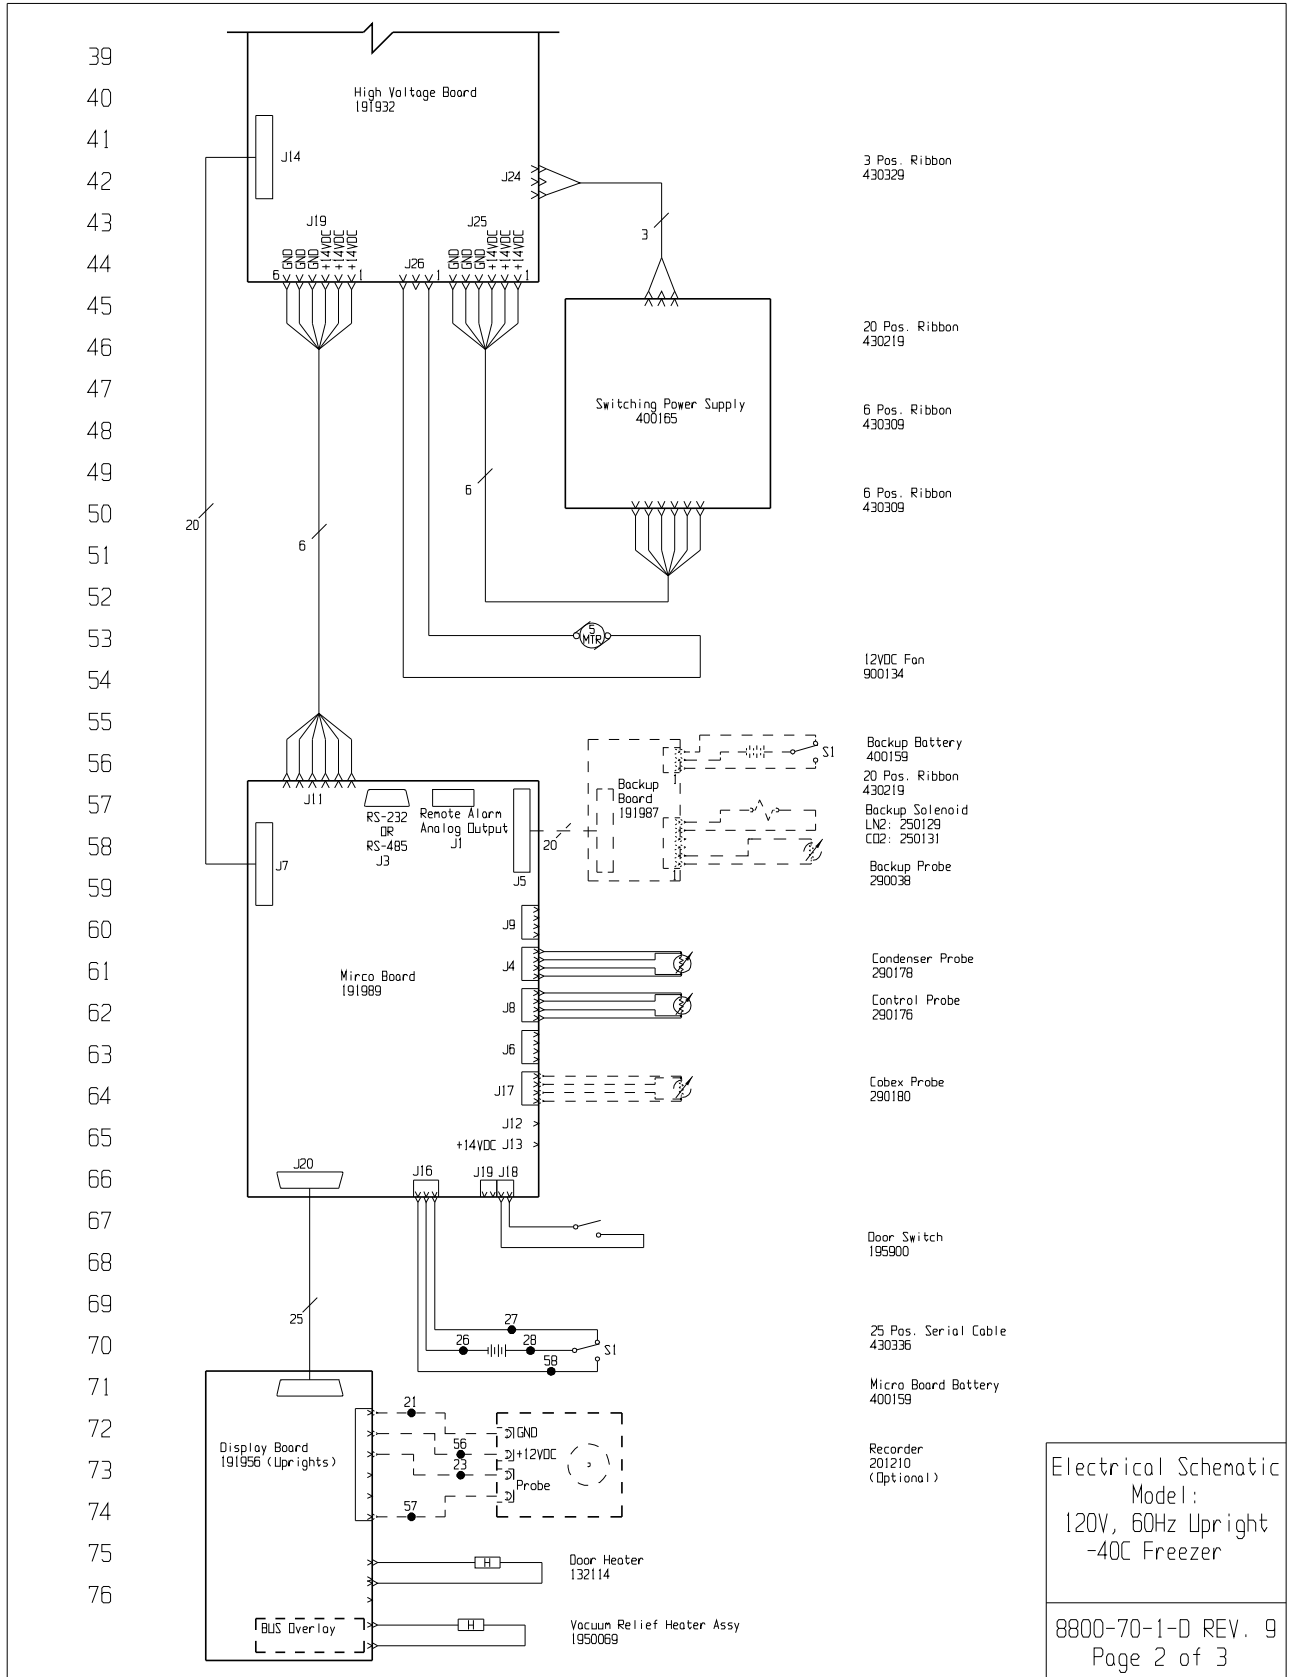 39
40
41
42
43
44
45
46
47
48
49
50
51
52
53
54
55
56
57
58
59
60
61
62
63
64
65
66
67
68
69
70
71
72
73
74
75
76
High Voltage Board
191932
J14
J24
3
J19
GND
GND
GND
+14VDC
+14VDC
+14VDC
6
1
J26
1
J25
GND
GND
GND
+14VDC
+14VDC
+14VDC
1
Switching Power Supply
400165
20
6
6
5
MTR
3 Pos. Ribbon
430329
20 Pos. Ribbon
430219
6 Pos. Ribbon
430309
6 Pos. Ribbon
430309
12VDC Fan
900134
J11
RS-232
OR
RS-485
J3
Remote Alarm
Analog Output
J1
J7
J5
20
Backup
Board
191987
1
1
S1
Backup Battery
400159
20 Pos. Ribbon
430219
Backup Solenoid
LN2: 250129
CO2: 250131
Backup Probe
290038
Mirco Board
191989
J9
J4
J8
J6
J17
J12
+14VDC J13
J20
J16
J19 J18
Condenser Probe
290178
Control Probe
290176
Cobex Probe
290180
Door Switch
195900
25
27
26
28
S1
58
25 Pos. Serial Cable
430336
Micro Board Battery
400159
Display Board
191956 (Uprights)
21
56
23
57
GND
+12VDC
Probe
Recorder
201210
(Optional)
H
Door Heater
132114
BUS Overlay
H
Vacuum Relief Heater Assy
1950069
Electrical Schematic
Model:
120V, 60Hz Upright
-40C Freezer
8800-70-1-D REV. 9
Page 2 of 3